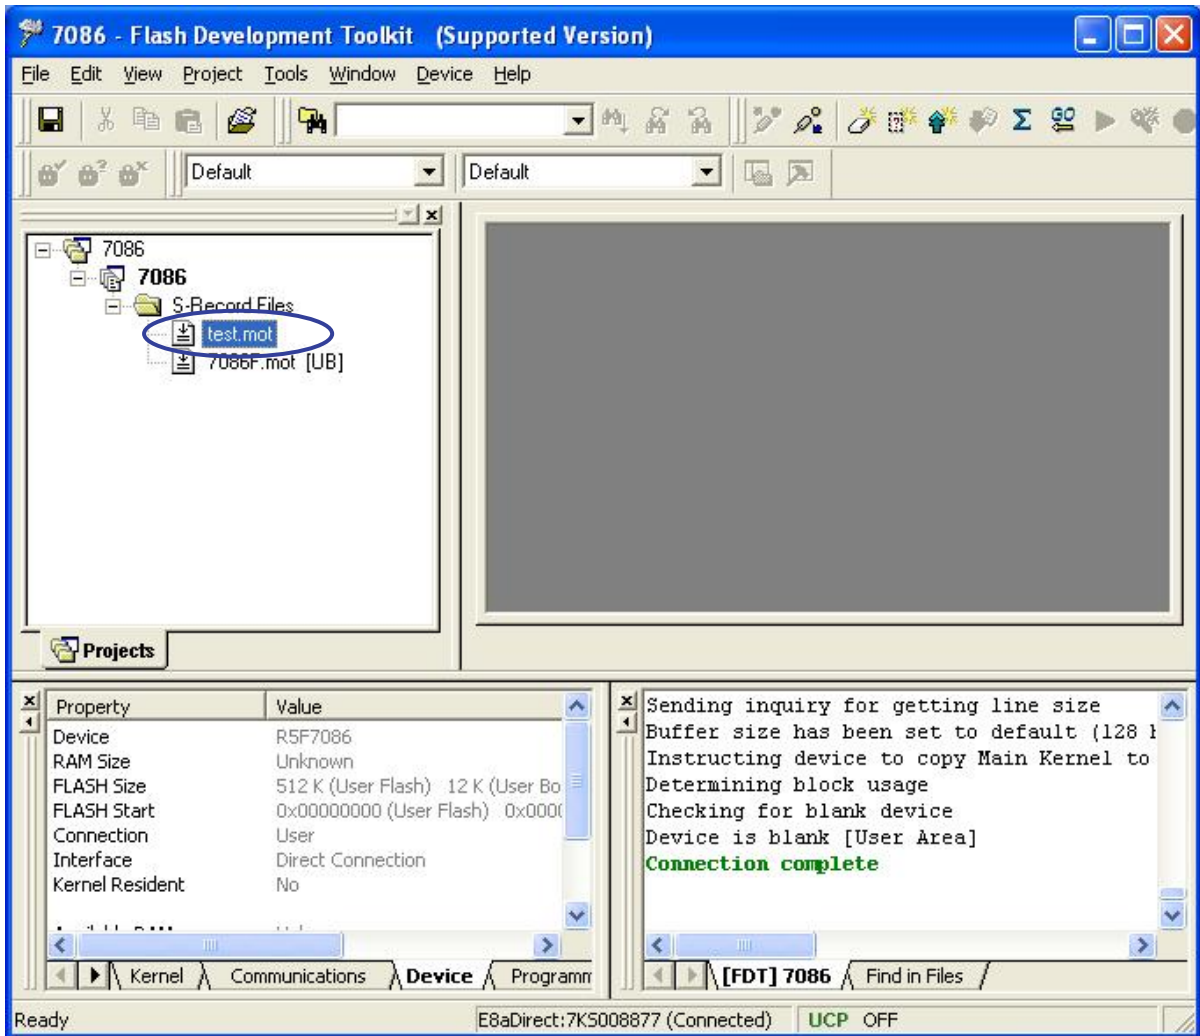 7086 - Flash Development Toolkit (Supported Version)
File Edit View Project Tools Window Device Help
Default
Default
7086
7086
S-Record Files
test.mot
7086F.mot [UB]
Projects
Property Value
Device R5F7086
RAM Size Unknown
FLASH Size 512 K (User Flash) 12 K (User Bo
FLASH Start 0x00000000 (User Flash) 0x000
Connection User
Interface Direct Connection
Kernel Resident No
Kernel Communications Device Programm
Sending inquiry for getting line size
Buffer size has been set to default (128
Instructing device to copy Main Kernel to
Determining block usage
Checking for blank device
Device is blank [User Area]
Connection complete
[FDT] 7086 Find in Files
Ready E8aDirect:7KS008877 (Connected) UCP OFF